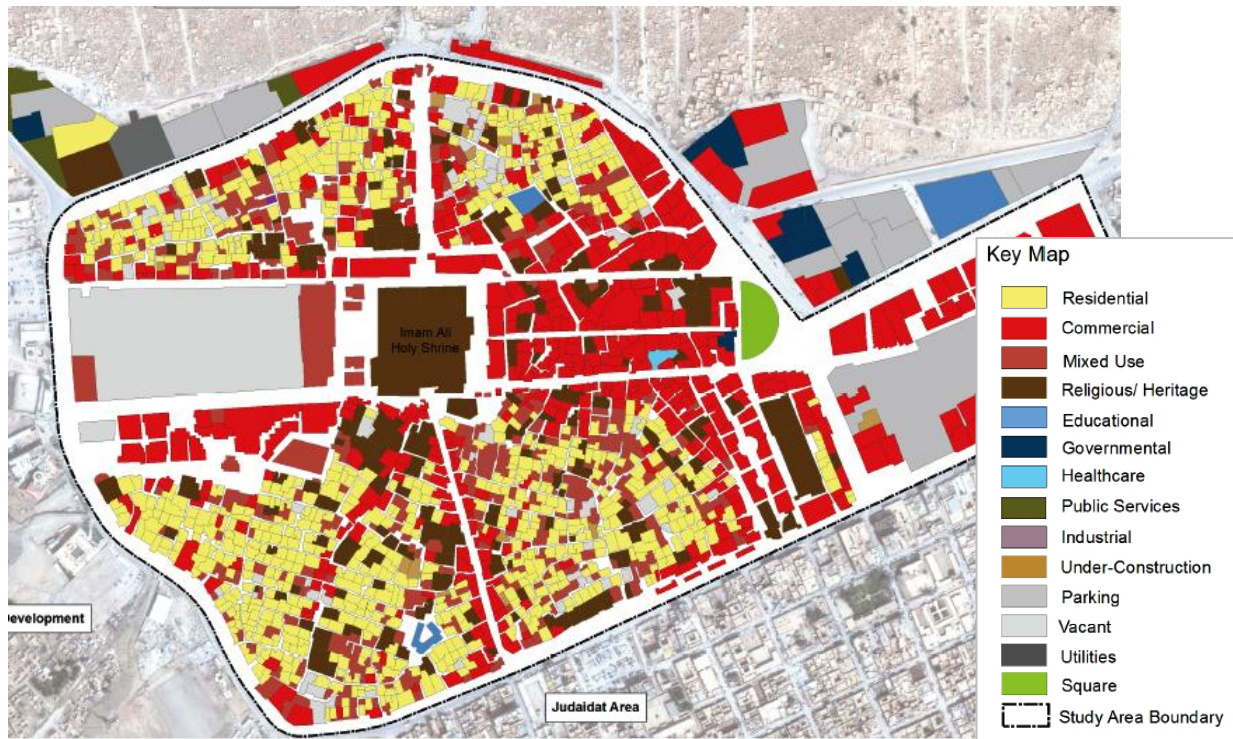 Imam Ali
Holy Shrine
Development
Judaidat Area
Key Map
Residential
Commercial
Mixed Use
Religious/ Heritage
Educational
Governmental
Healthcare
Public Services
Industrial
Under-Construction
Parking
Vacant
Utilities
Square
Study Area Boundary